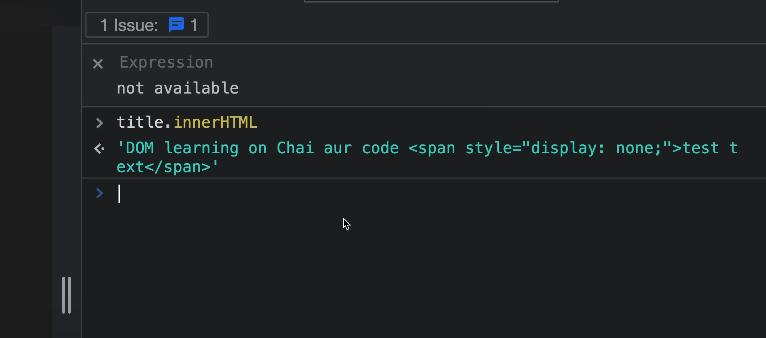 1 Issue: 1
× Expression
not available
> title.innerHTML
'DOM learning on Chai aur code <span style="display: none;">test t
ext</span>'
>